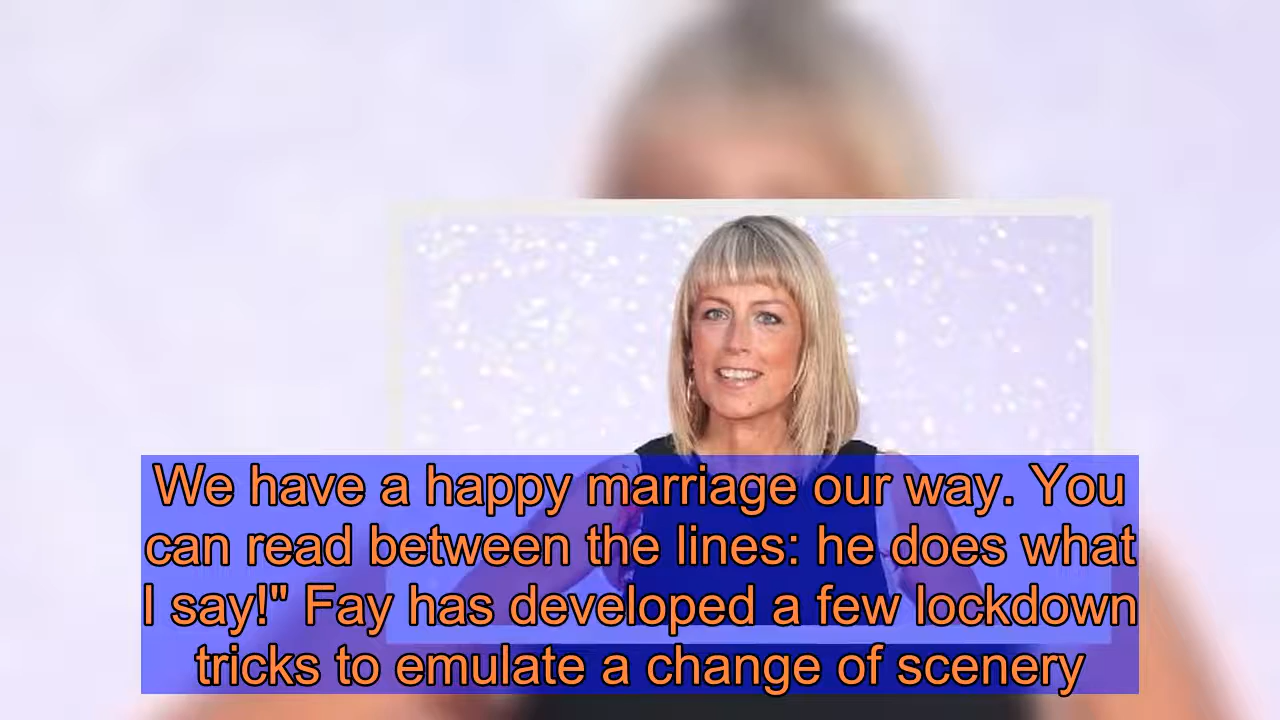 We have a happy marriage our way. You
can read between the lines: he does what
I say!" Fay has developed a few lockdown
tricks to emulate a change of scenery